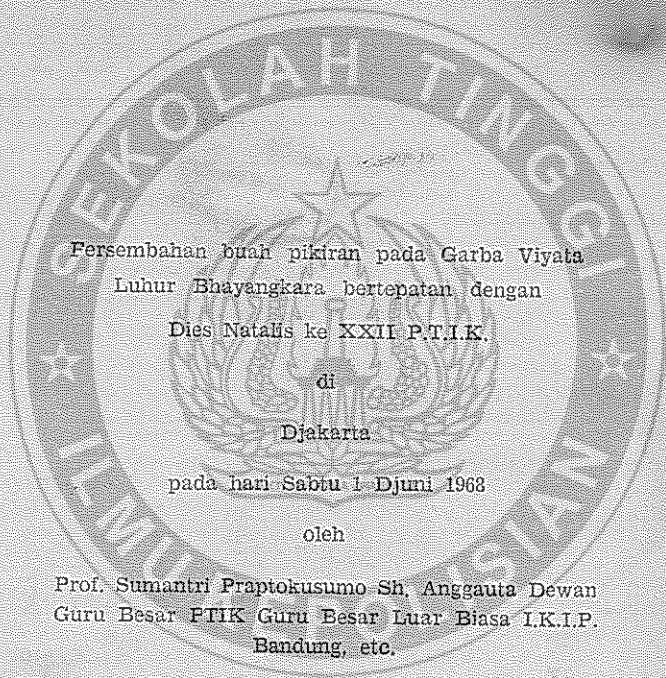 SEKOLAH TINGGI
ILMU KEPOLISIAN
Persembahan buah pikiran pada Garba Viyata
Luhur Bhayangkara bertepatan dengan
Dies Natalis ke XXII P.T.I.K.
di
Djakarta
pada hari Sabtu 1 Djuni 1968
oleh
Prof. Sumantri Praptokusumo Sh. Anggauta Dewan
Guru Besar PTIK Guru Besar Luar Biasa I.K.I.P.
Bandung, etc.